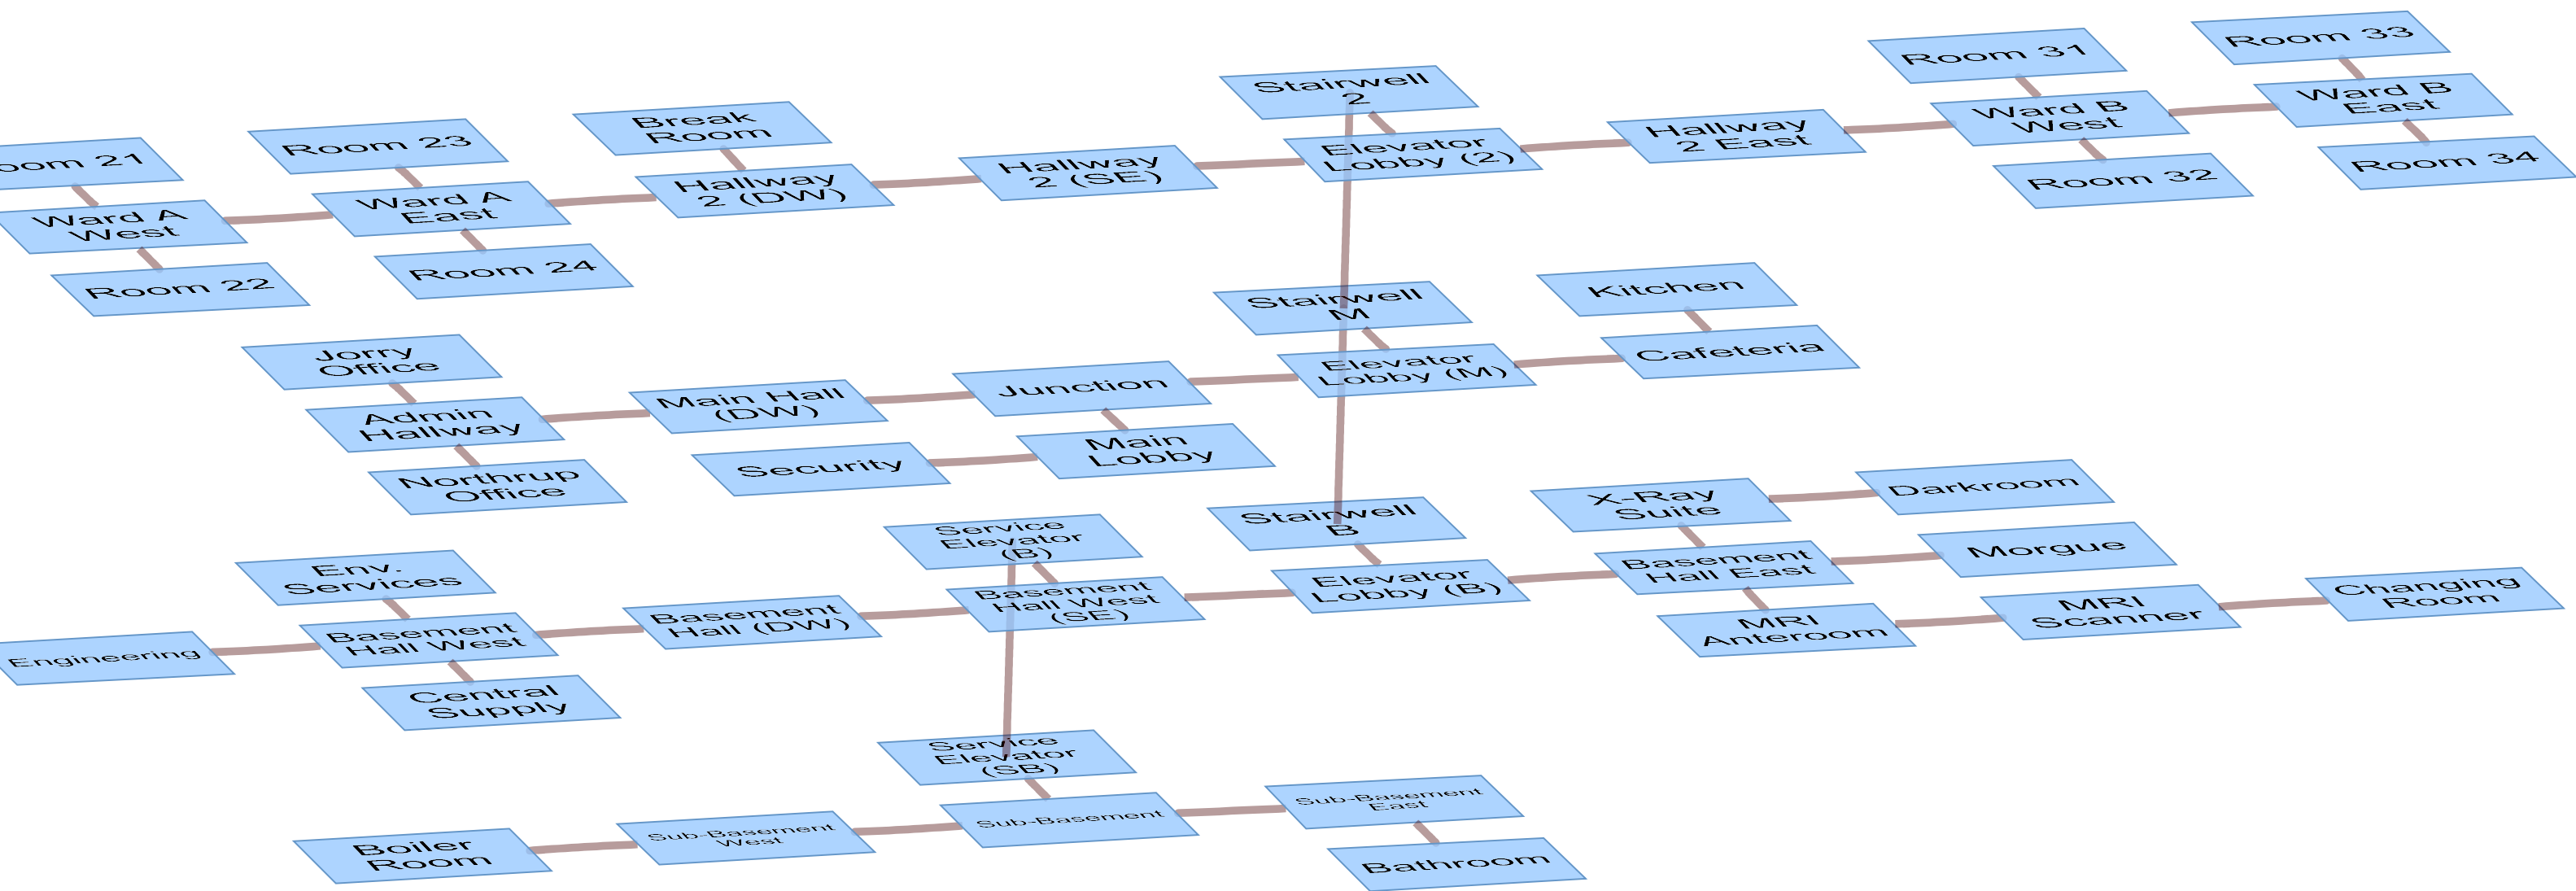 Room 33
Room 31
Stairwell
2
Ward B
East
Break
Room
Ward B
West
Hallway
2 East
Room 23
Elevator
Lobby (2)
oom 21
Hallway
2 (SE)
Room 34
Hallway
2 (DW)
Room 32
Ward A
East
Ward A
West
Room 24
Room 22
Kitchen
Stairwell
M
Cafeteria
Jorry
Office
Elevator
Lobby (M)
Junction
Main Hall
(DW)
Admin
Hallway
Main
Lobby
Security
Northrup
Office
Darkroom
X-Ray
Suite
Stairwell
B
Service
Elevator
(B)
Morgue
Env.
Services
Basement
Hall East
Elevator
Lobby (B)
Changing
Room
Basement
Hall West
(SE)
MRI
Scanner
Basement
Hall (DW)
MRI
Anteroom
Basement
Hall West
Engineering
Central
Supply
Service
Elevator
(SB)
Sub-Basement
East
Sub-Basement
Sub-Basement
West
Boiler
Room
Bathroom